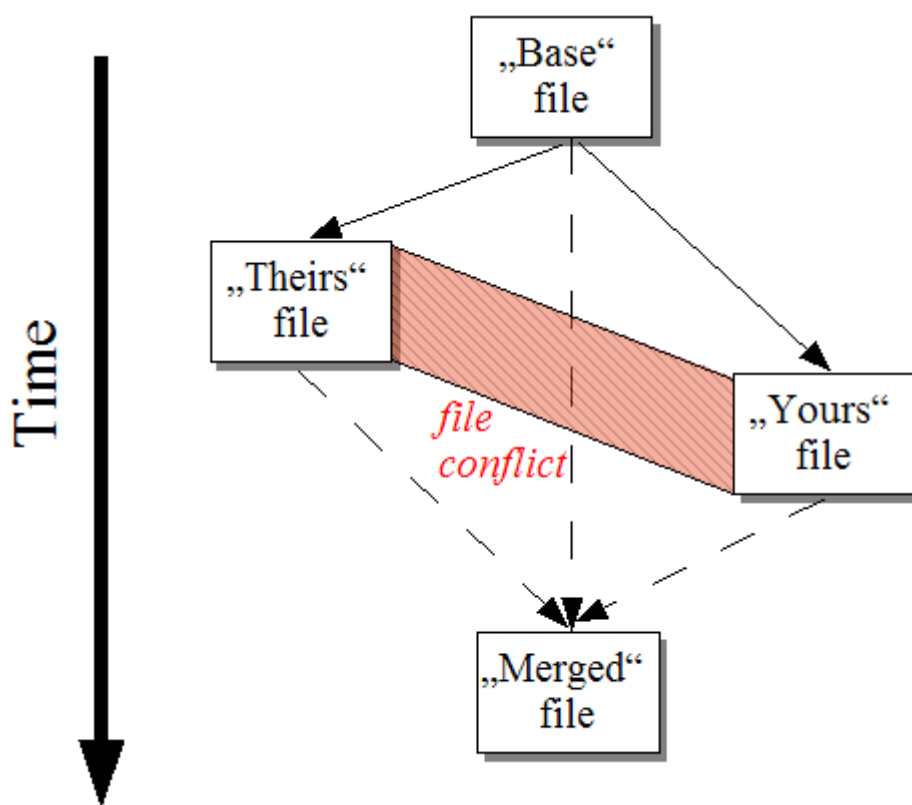 „Base“
file
„Theirs“
file
Time
„Yours“
file
file
conflict
„Merged“
file